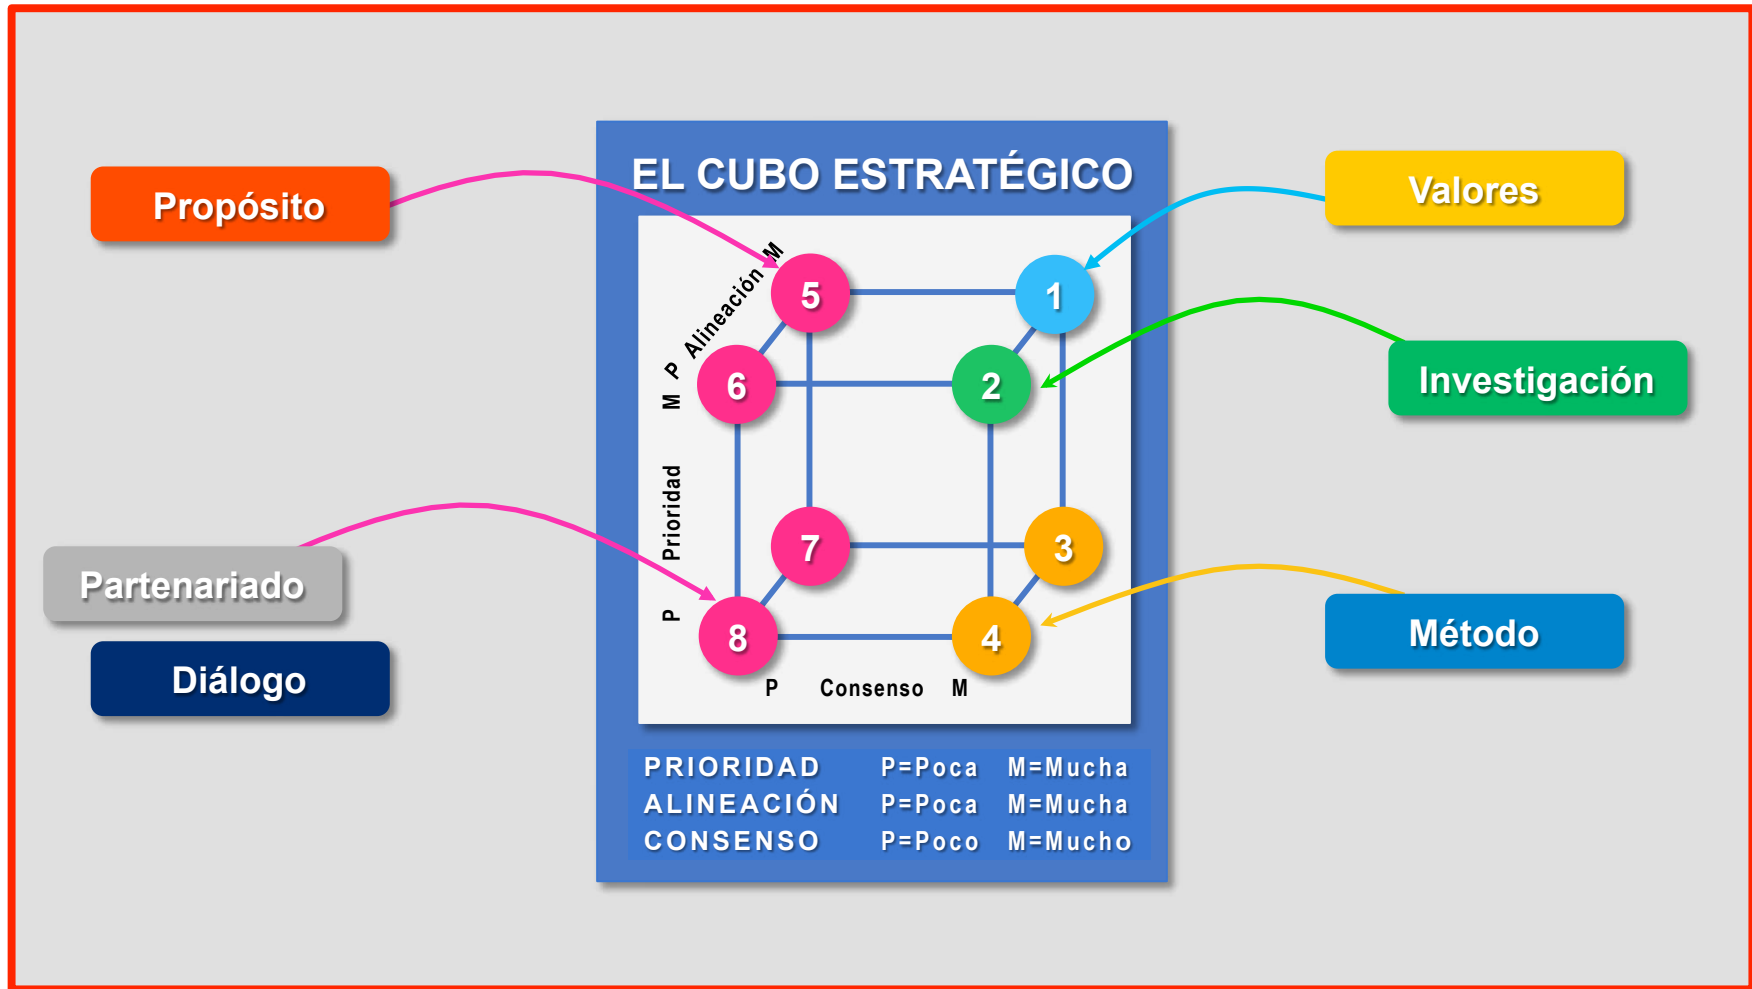 EL CUBO ESTRATÉGICO
Propósito
Valores
Investigación
Partenariado
Diálogo
Método
P Alineación M
5
1
6
2
7
3
8
4
P Prioridad M
P Consenso M
PRIORIDAD P=Poca M=Mucha
ALINEACIÓN P=Poca M=Mucha
CONSENSO P=Poco M=Mucho